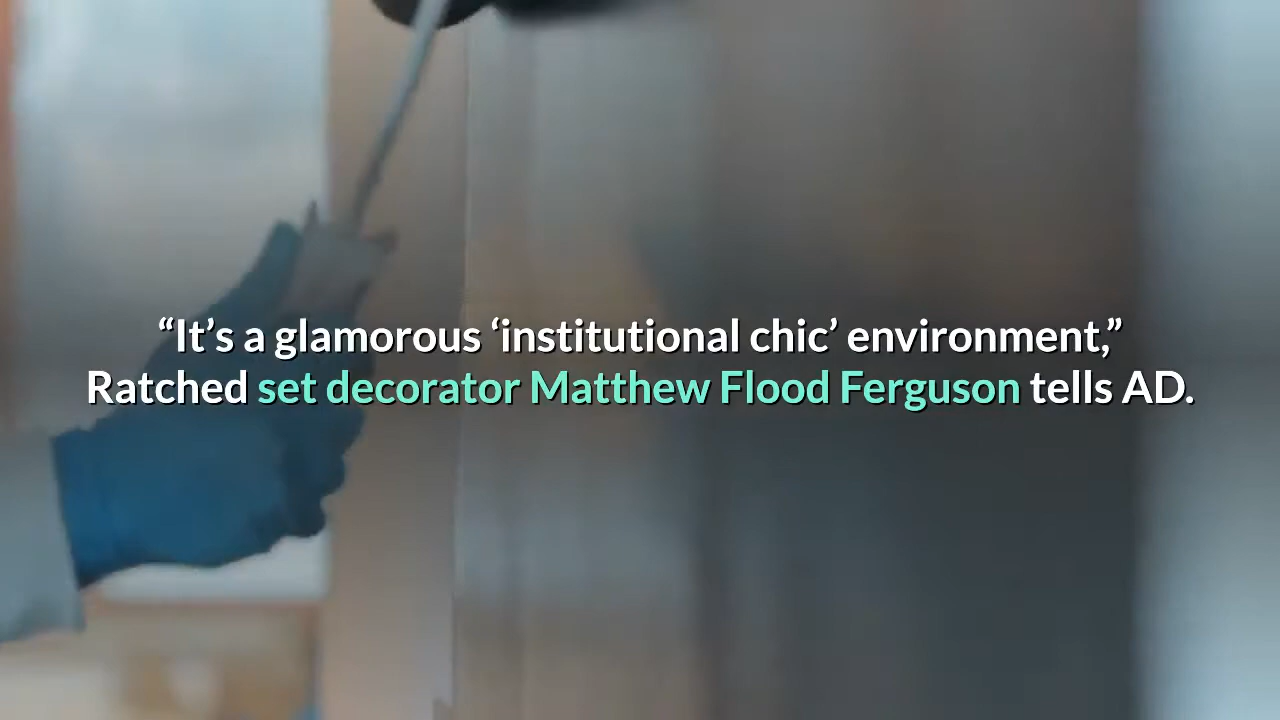 “It’s a glamorous ‘institutional chic’ environment,”
Ratched set decorator Matthew Flood Ferguson tells AD.